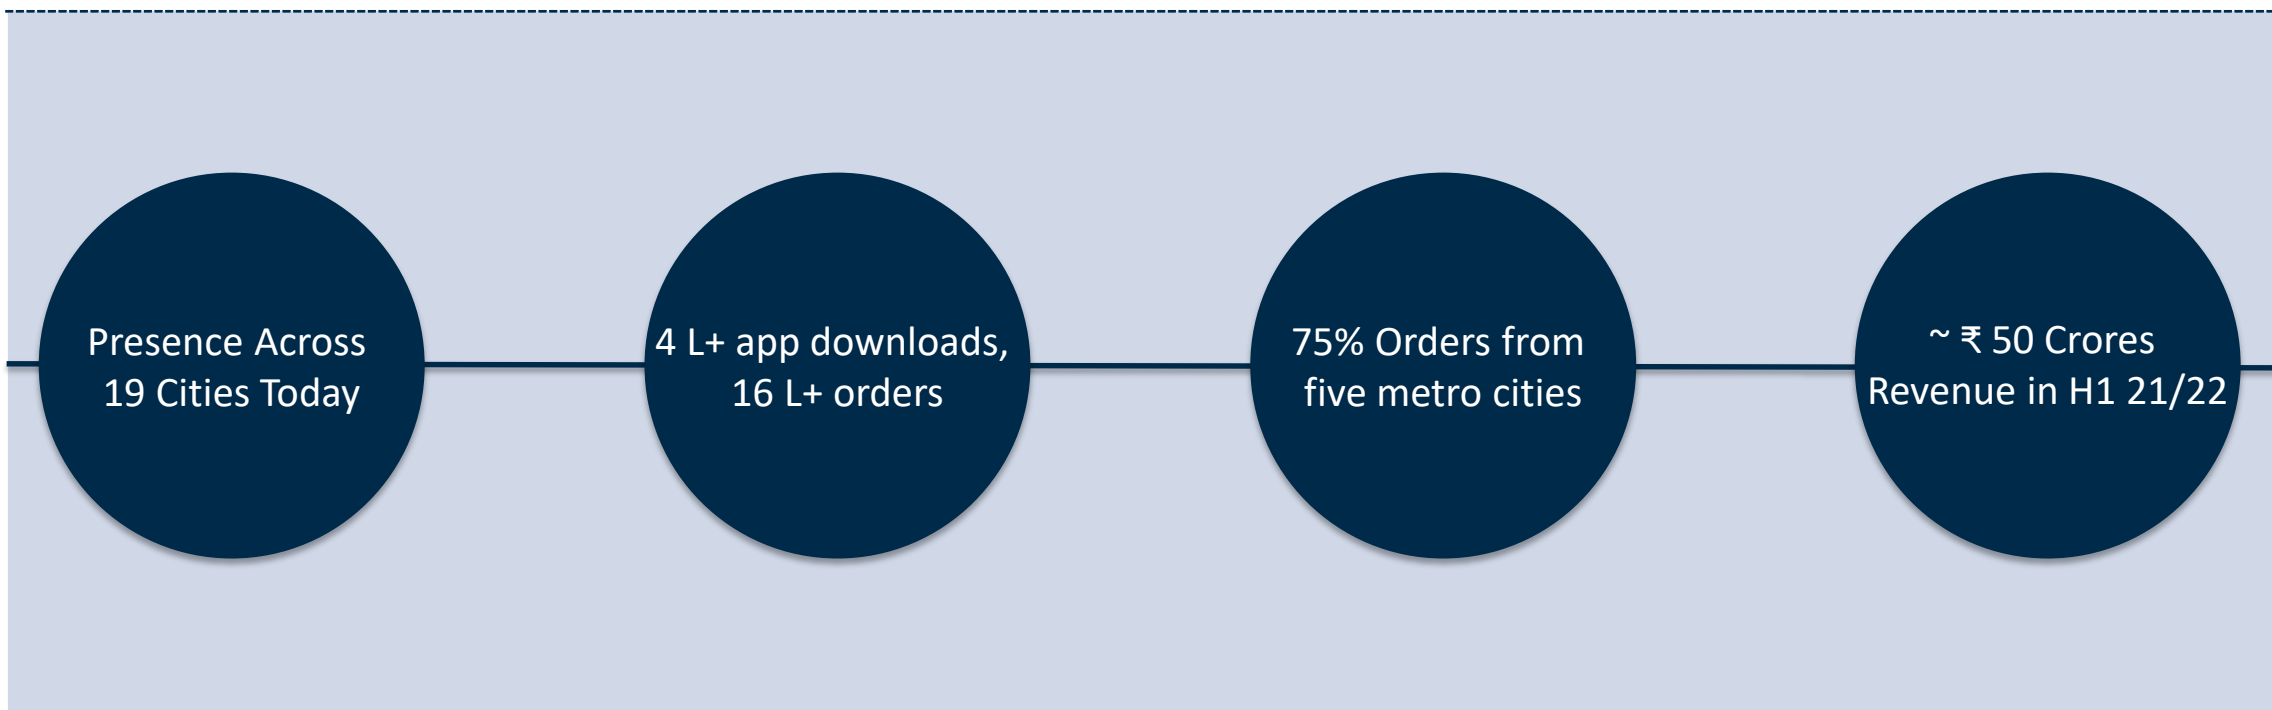 Presence Across
19 Cities Today
4 L+ app downloads,
16 L+ orders
75% Orders from
five metro cities
~ ₹ 50 Crores
Revenue in H1 21/22